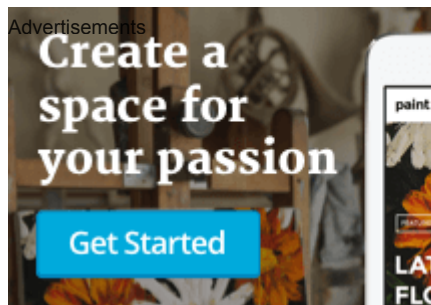 Advertisements
Create a
space for
your passion
Get Started
paint
LAT
FLO